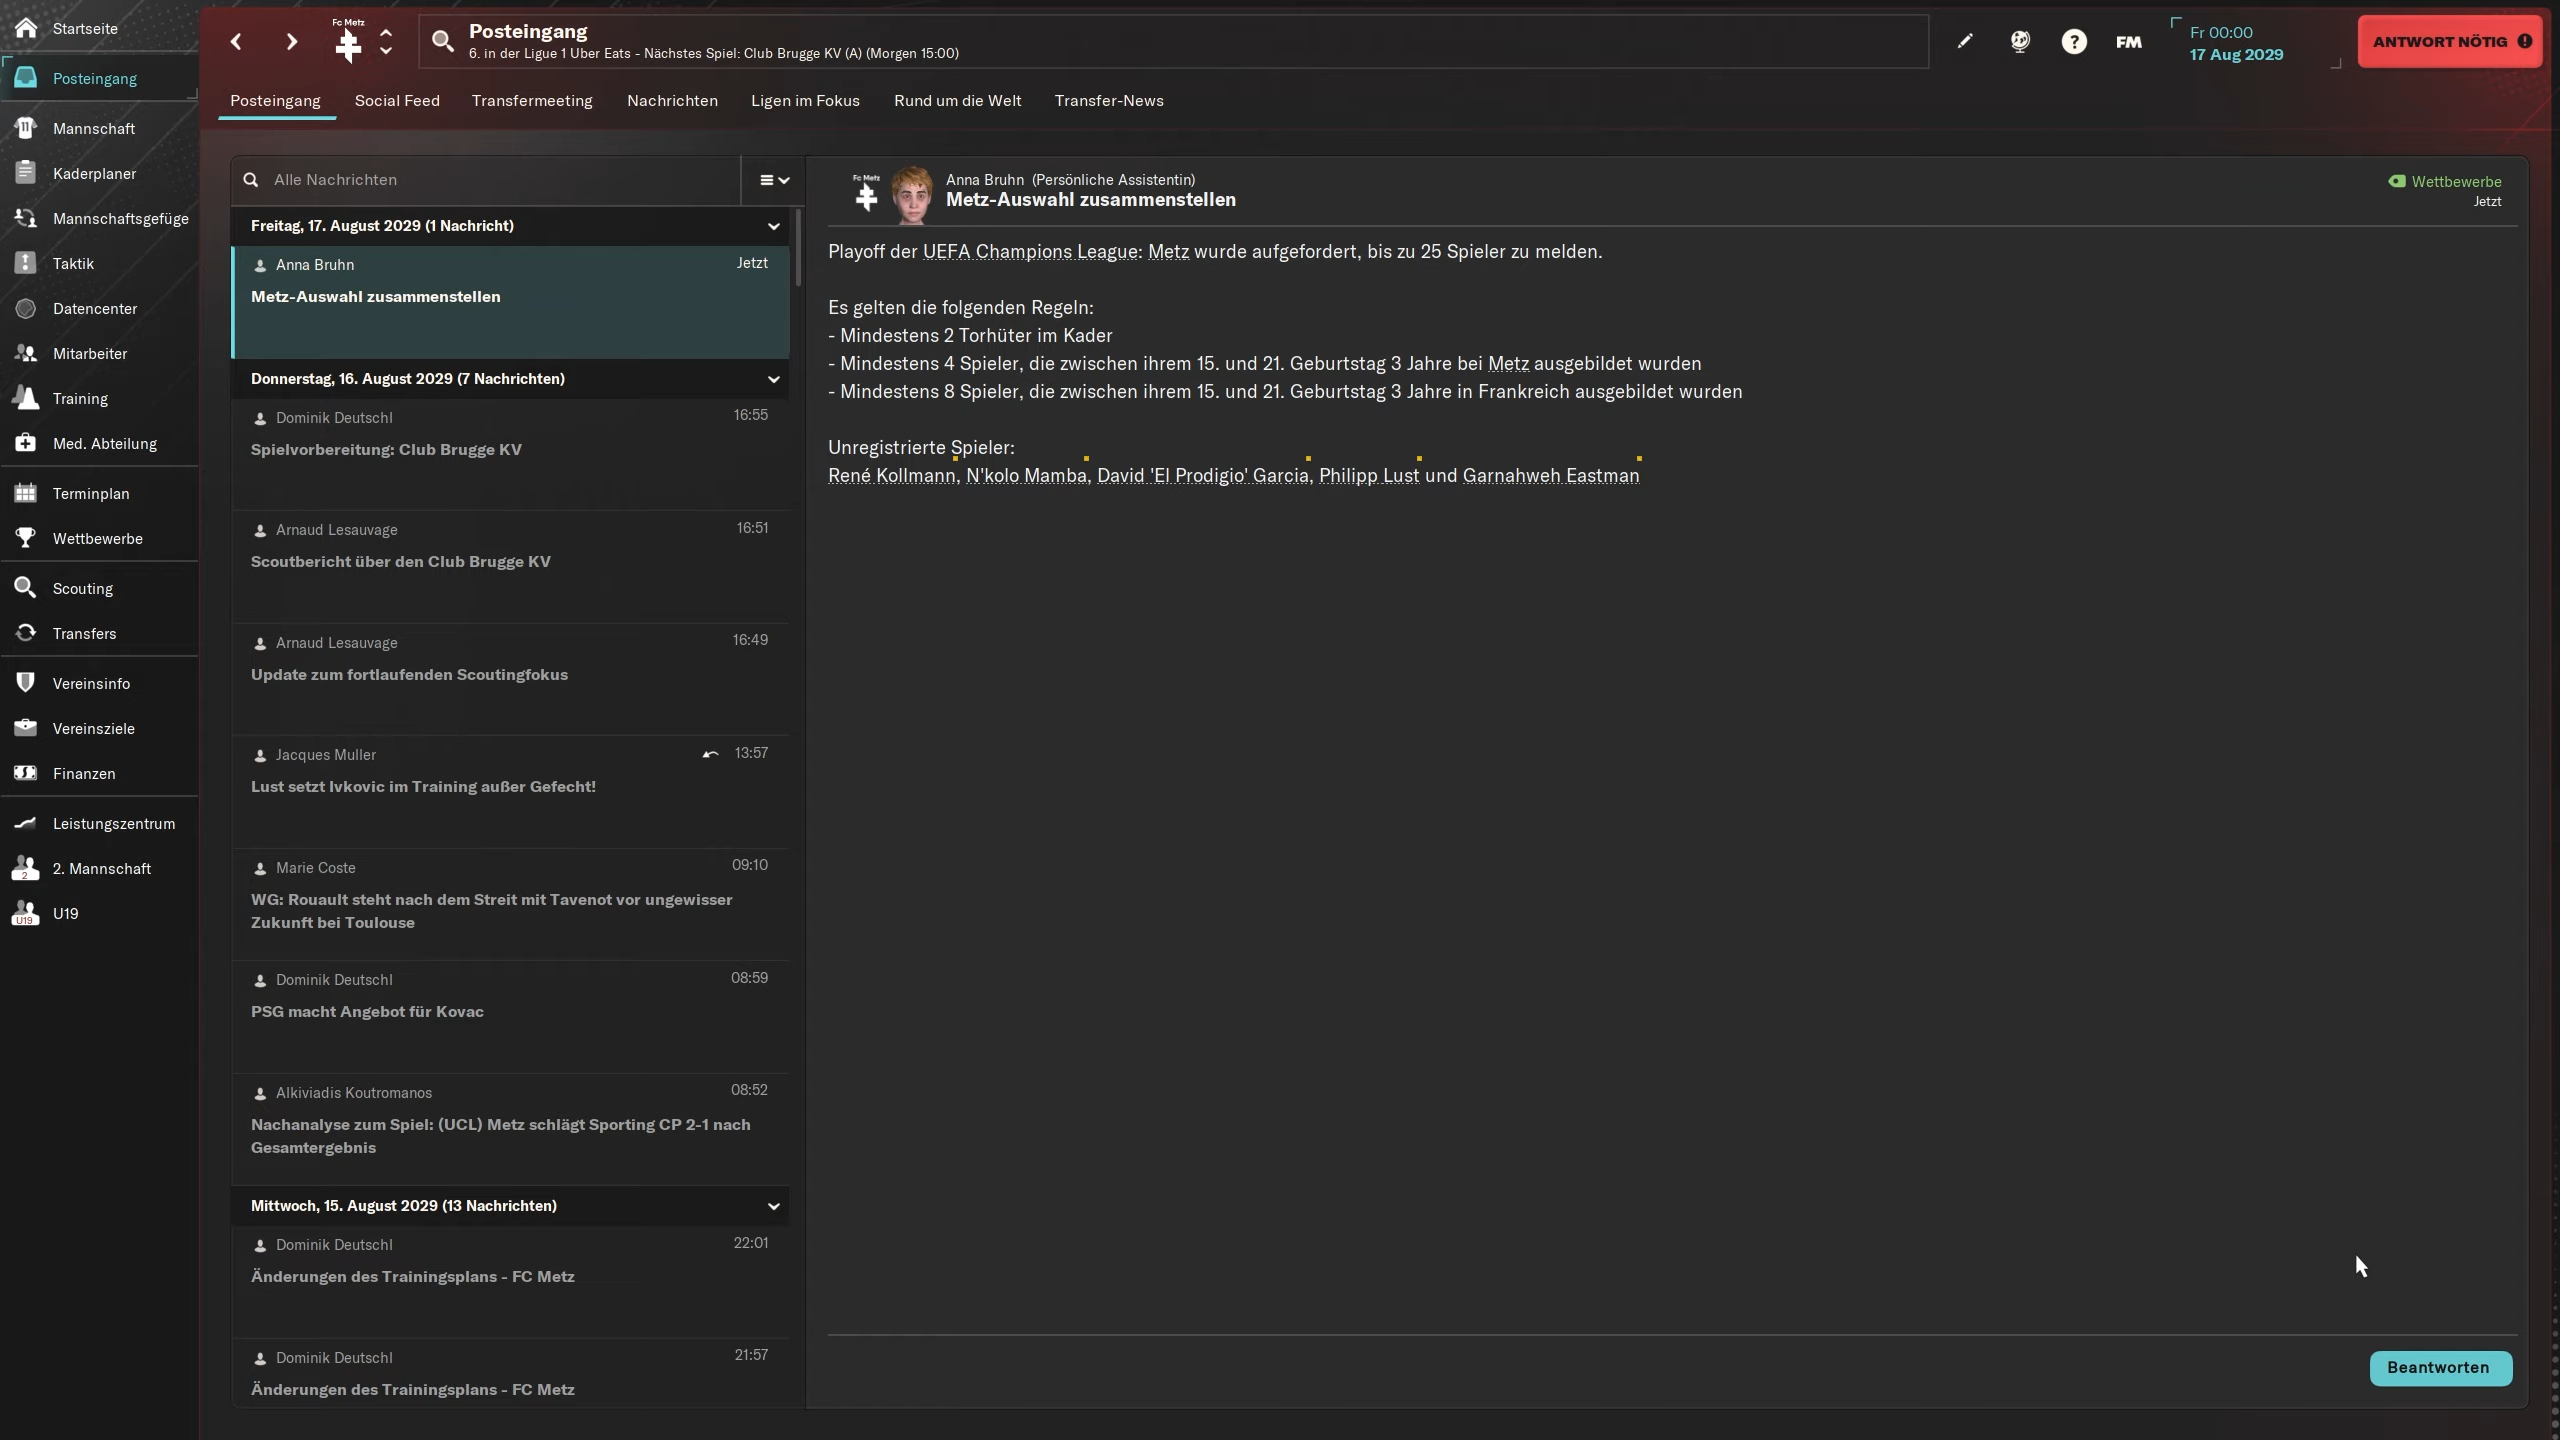 Startseite
Posteingang
Mannschaft
Kaderplaner
Mannschaftsgefüge
Taktik
Datencenter
Mitarbeiter
Training
Med. Abteilung
Terminplan
Wettbewerbe
Scouting
Transfers
Vereinsinfo
Vereinsziele
Finanzen
Leistungszentrum
2. Mannschaft
U19
Fc Metz
Posteingang
6. in der Ligue 1 Uber Eats - Nächstes Spiel: Club Brugge KV (A) (Morgen 15:00)
FM
Fr 00:00
17 Aug 2029
ANTWORT NÖTIG
Posteingang
Social Feed
Transfermeeting
Nachrichten
Ligen im Fokus
Rund um die Welt
Transfer-News
Alle Nachrichten
Freitag, 17. August 2029 (1 Nachricht)
Anna Bruhn
Jetzt
Metz-Auswahl zusammenstellen
Donnerstag, 16. August 2029 (7 Nachrichten)
Dominik Deutschl
16:55
Spielvorbereitung: Club Brugge KV
Arnaud Lesauvage
16:51
Scoutbericht über den Club Brugge KV
Arnaud Lesauvage
16:49
Update zum fortlaufenden Scoutingfokus
Jacques Muller
13:57
Lust setzt Ivkovic im Training außer Gefecht!
Marie Coste
09:10
WG: Rouault steht nach dem Streit mit Tavenot vor ungewisser
Zukunft bei Toulouse
Dominik Deutschl
08:59
PSG macht Angebot für Kovac
Alkiviadis Koutromanos
08:52
Nachanalyse zum Spiel: (UCL) Metz schlägt Sporting CP 2-1 nach
Gesamtergebnis
Mittwoch, 15. August 2029 (13 Nachrichten)
Dominik Deutschl
22:01
Änderungen des Trainingsplans - FC Metz
Dominik Deutschl
21:57
Änderungen des Trainingsplans - FC Metz
Fc Metz
Anna Bruhn (Persönliche Assistentin)
Metz-Auswahl zusammenstellen
Wettbewerbe
Jetzt
Playoff der UEFA Champions League: Metz wurde aufgefordert, bis zu 25 Spieler zu melden.
Es gelten die folgenden Regeln:
- Mindestens 2 Torhüter im Kader
- Mindestens 4 Spieler, die zwischen ihrem 15. und 21. Geburtstag 3 Jahre bei Metz ausgebildet wurden
- Mindestens 8 Spieler, die zwischen ihrem 15. und 21. Geburtstag 3 Jahre in Frankreich ausgebildet wurden
Unregistrierte Spieler:
René Kollmann, N'kolo Mamba, David 'El Prodigio' Garcia, Philipp Lust und Garnahweh Eastman
Beantworten